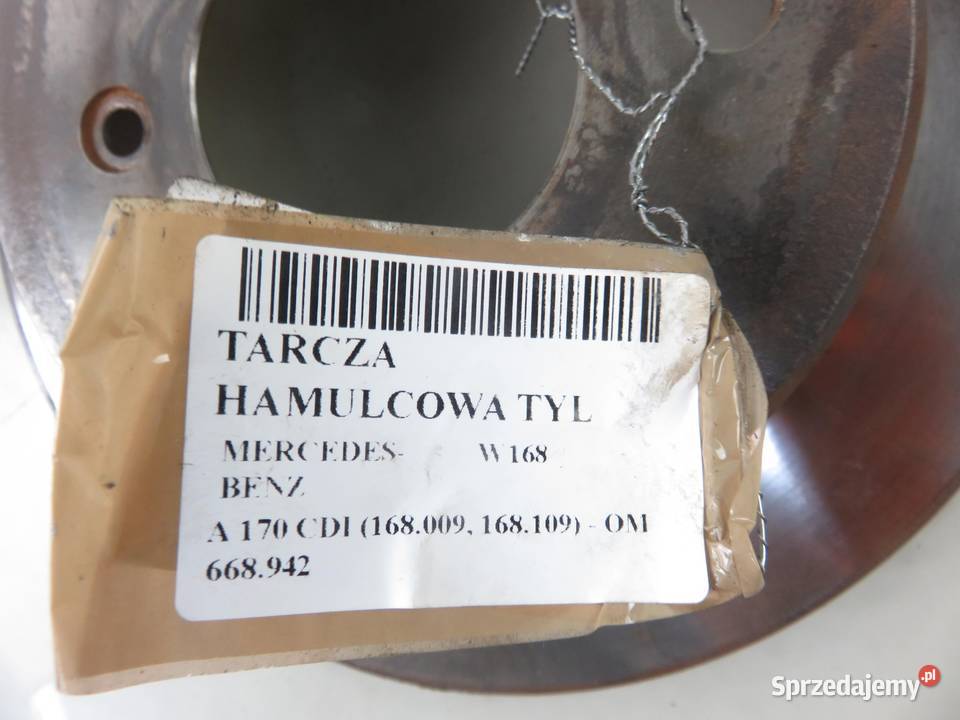 TARCZA
HAMULCOWA TYL
MERCEDES- W168
BENZ
A 170 CDI (168.009, 168.109) - OM
668.942
Sprzedajemy.pl